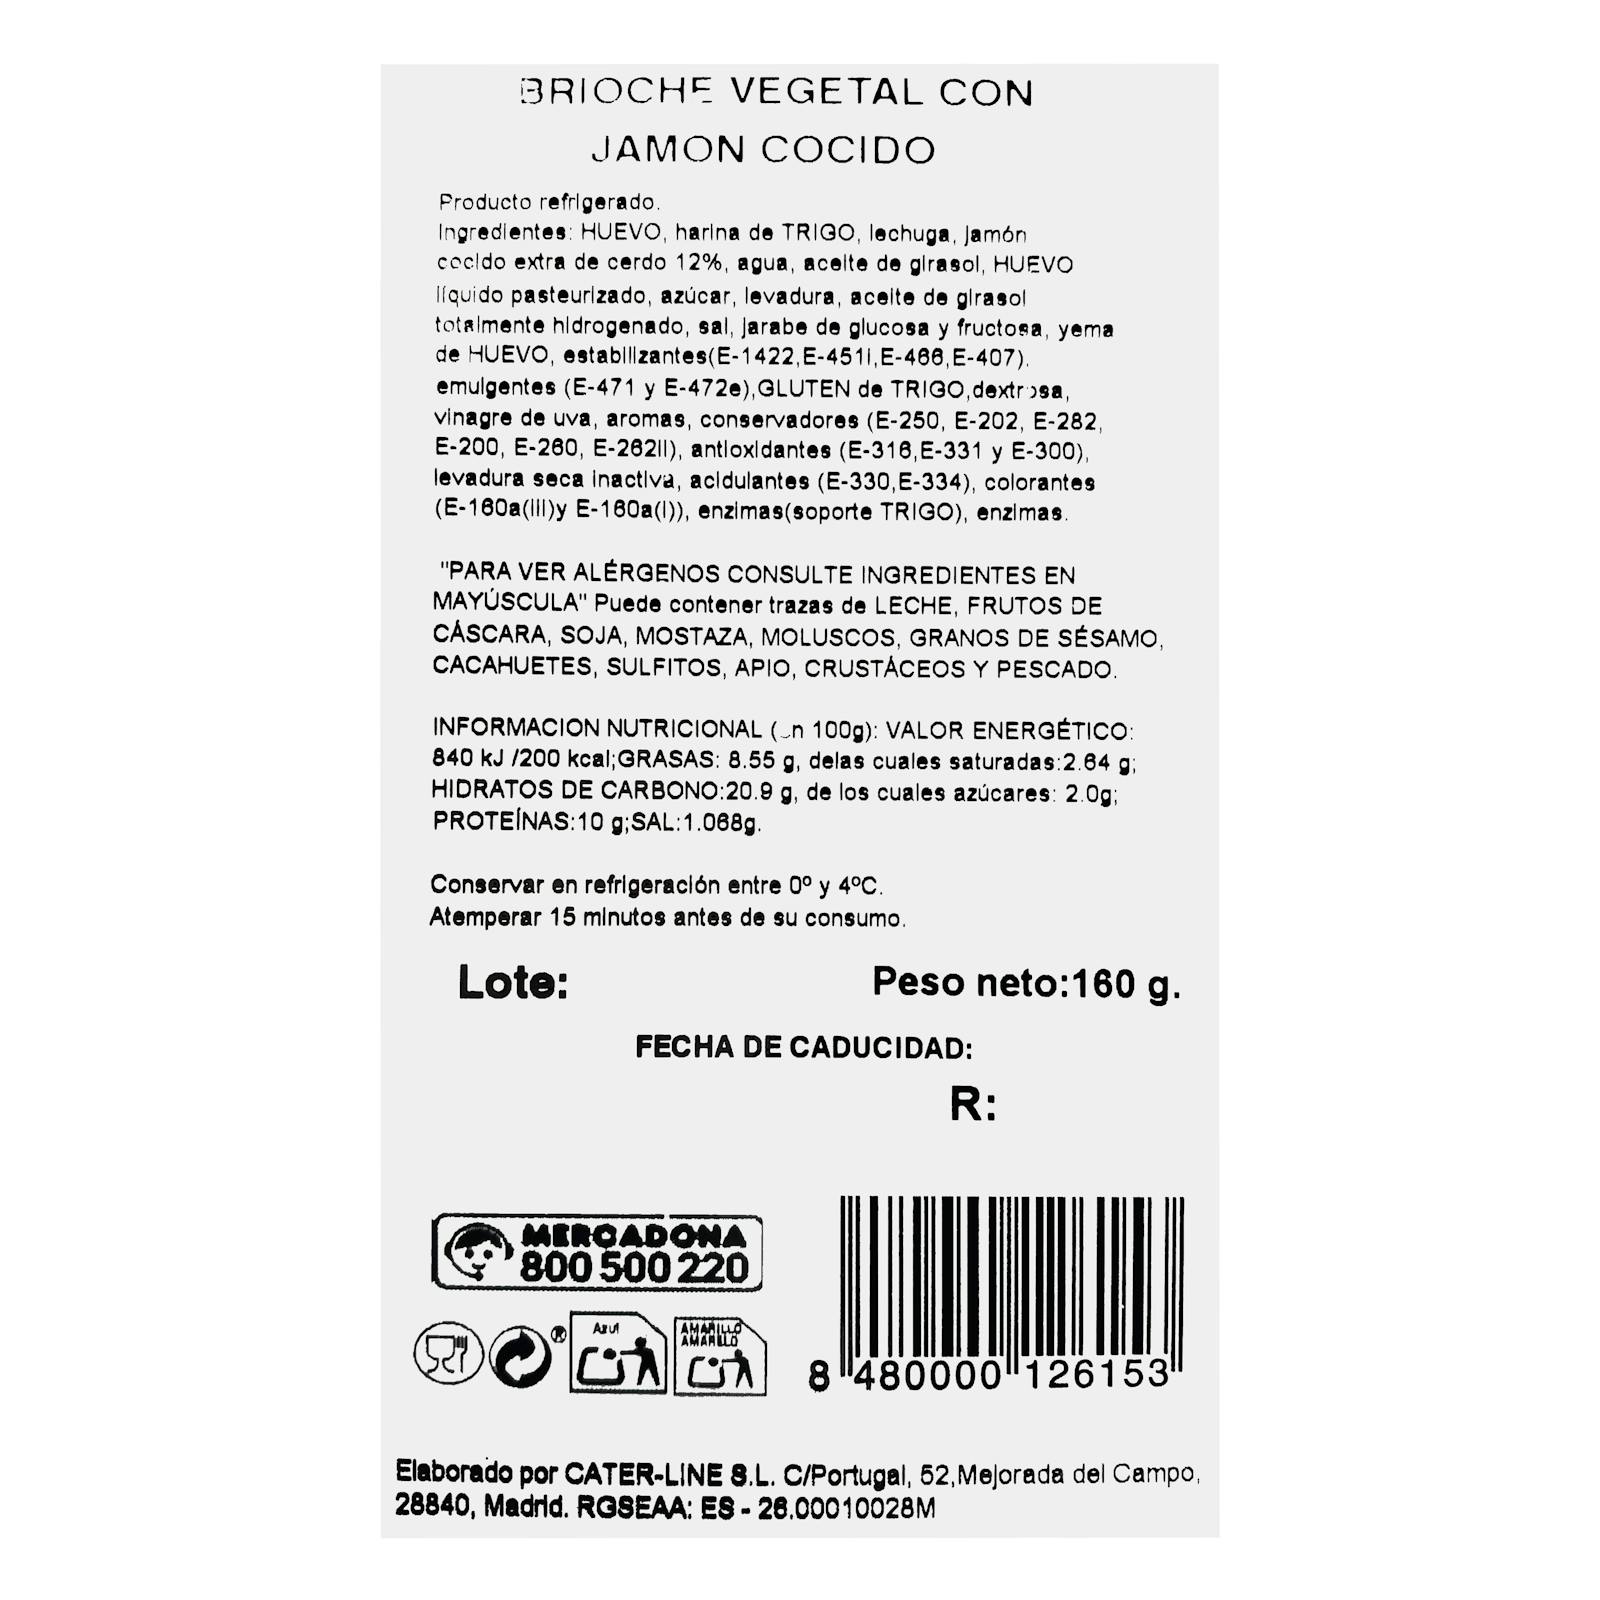 BRIOCHE VEGETAL CON
JAMON COCIDO
Producto refrigerado.
Ingredientes: HUEVO, harina de TRIGO, lechuga, jamón
cocido extra de cerdo 12%, agua, aceite de girasol, HUEVO
líquido pasteurizado, azúcar, levadura, aceite de girasol
totalmente hidrogenado, sal, jarabe de glucosa y fructosa, yema
de HUEVO, estabilizantes(E-1422,E-451i,E-466,E-407).
emulgentes (E-471 y E-472e),GLUTEN de TRIGO,dextrosa,
vinagre de uva, aromas, conservadores (E-250, E-202, E-282,
E-200, E-260, E-262II), antioxidantes (E-316,E-331 y E-300),
levadura seca inactiva, acidulantes (E-330,E-334), colorantes
(E-160a(III)y E-160a(I)), enzimas(soporte TRIGO), enzimas.
"PARA VER ALÉRGENOS CONSULTE INGREDIENTES EN
MAYÚSCULA" Puede contener trazas de LECHE, FRUTOS DE
CÁSCARA, SOJA, MOSTAZA, MOLUSCOS, GRANOS DE SÉSAMO,
CACAHUETES, SULFITOS, APIO, CRUSTÁCEOS Y PESCADO.
INFORMACION NUTRICIONAL (en 100g): VALOR ENERGÉTICO:
840 kJ /200 kcal;GRASAS: 8.55 g, delas cuales saturadas:2.64 g;
HIDRATOS DE CARBONO:20.9 g, de los cuales azúcares: 2.0g;
PROTEÍNAS:10 g;SAL:1.068g.
Conservar en refrigeración entre 0º y 4ºC.
Atemperar 15 minutos antes de su consumo.
Lote: Peso neto:160 g.
FECHA DE CADUCIDAD:
R:
MERCADONA
800 500 220
® Azul AMARILLO
AMARILLO
8 480000 126153
Elaborado por CATER-LINE S.L. C/Portugal, 52,Mejorada del Campo,
28840, Madrid. RGSEAA: ES - 26.00010028M